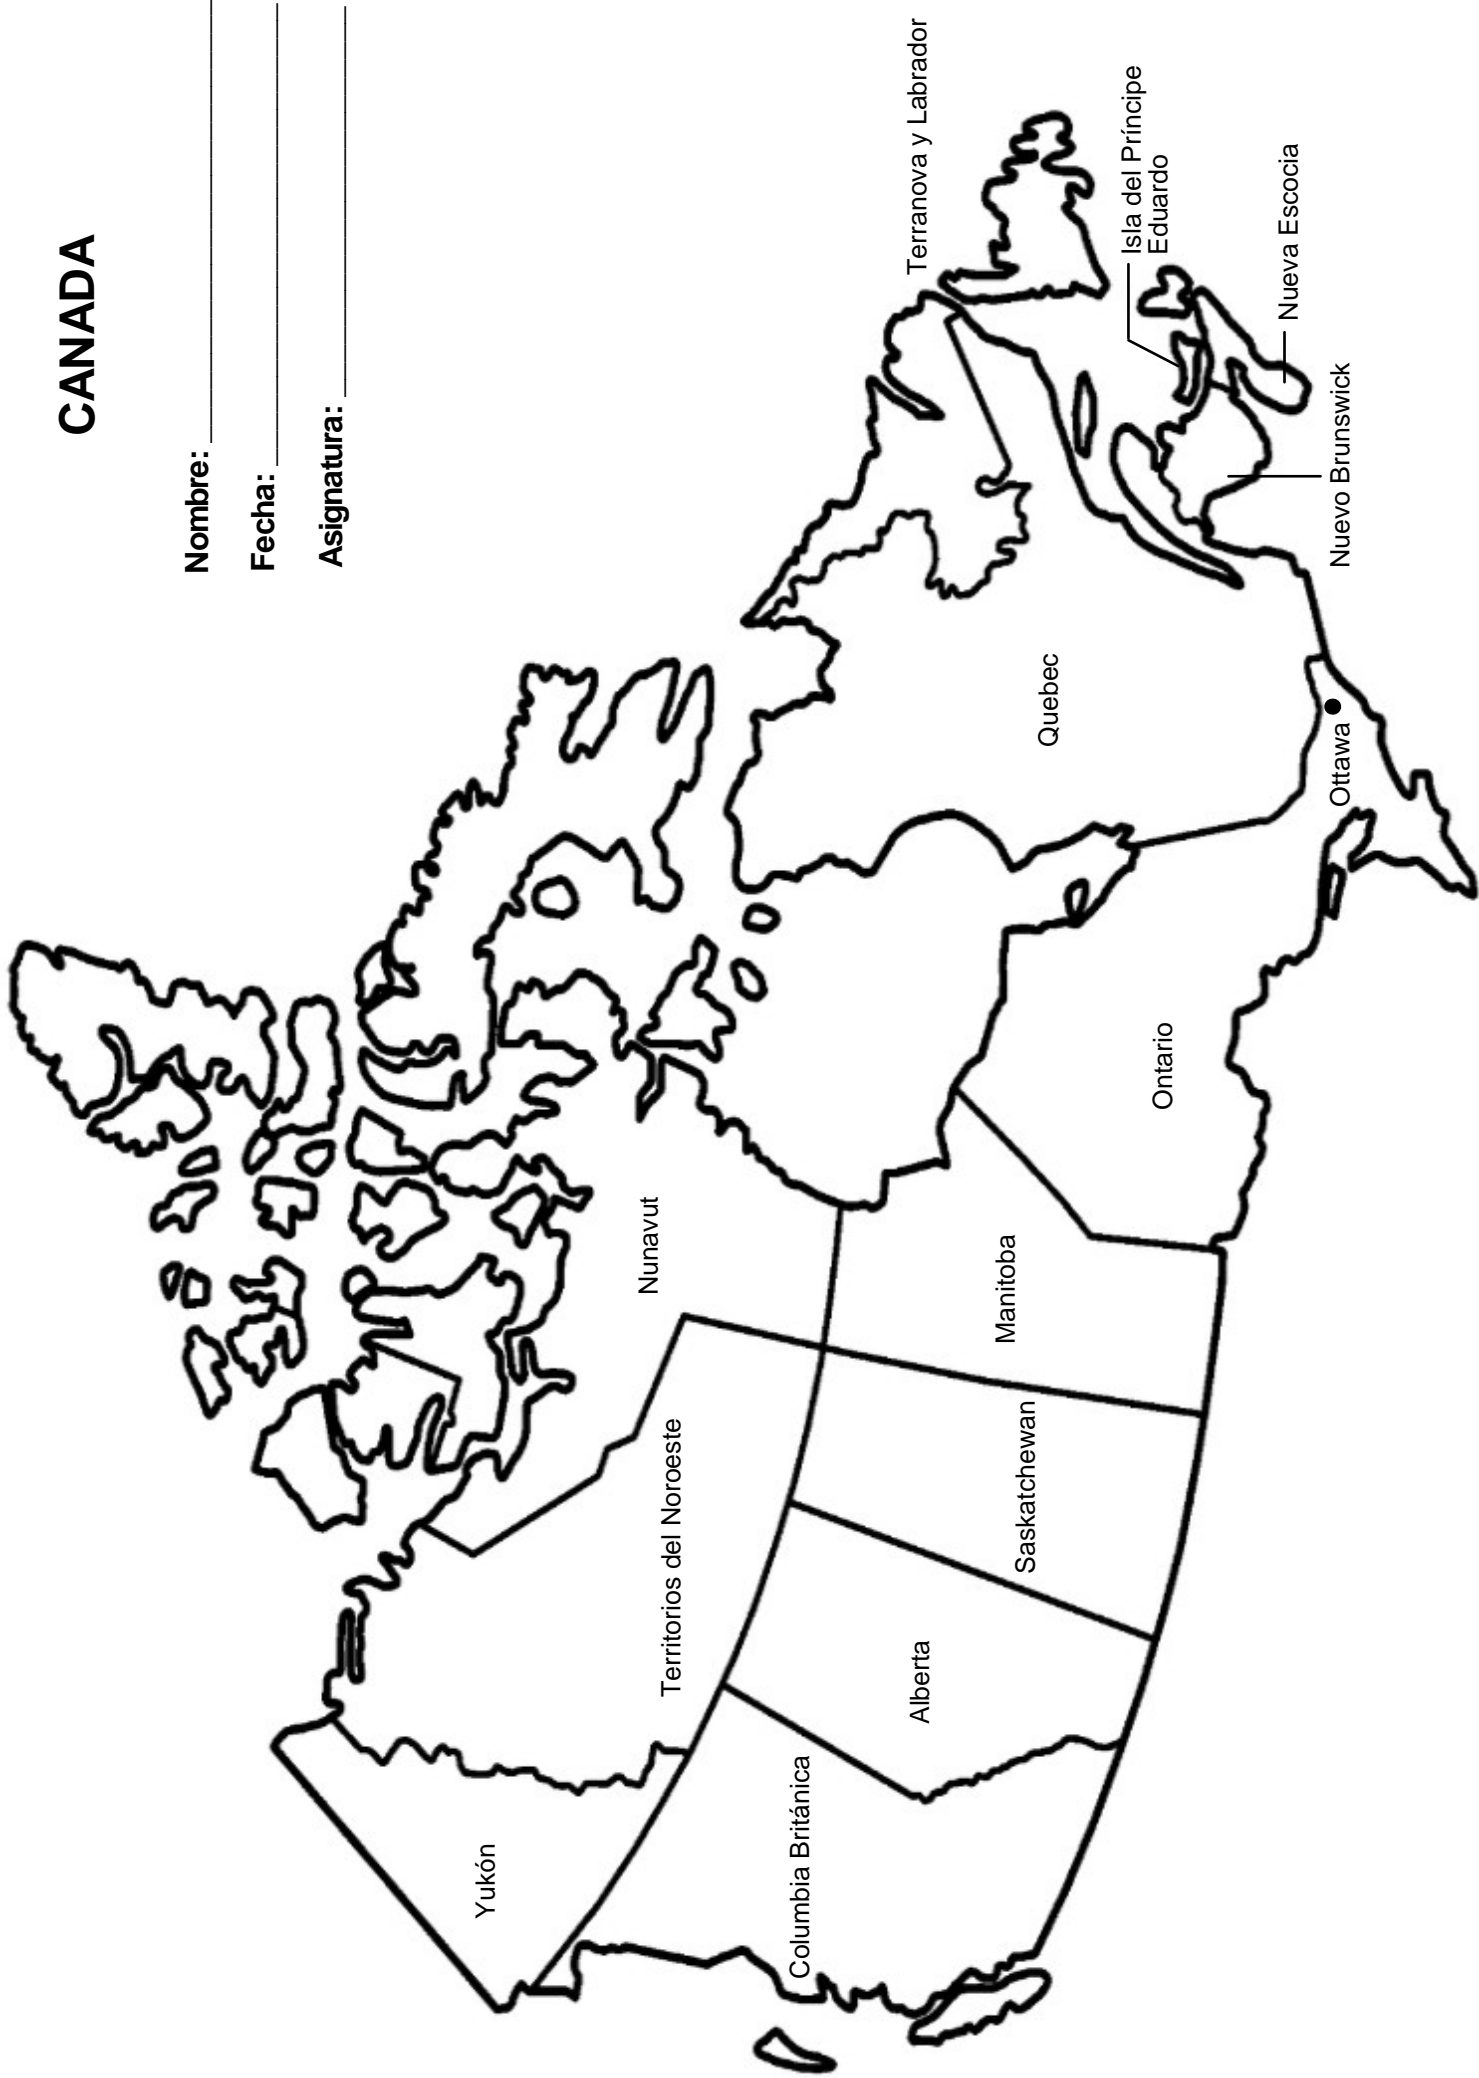 CANADA
Nombre:
Fecha:
Asignatura:
Yukón
Territorios del Noroeste
Nunavut
Columbia Británica
Alberta
Saskatchewan
Manitoba
Ontario
Quebec
Ottawa
Terranova y Labrador
Isla del Príncipe
Eduardo
Nueva Escocia
Nuevo Brunswick